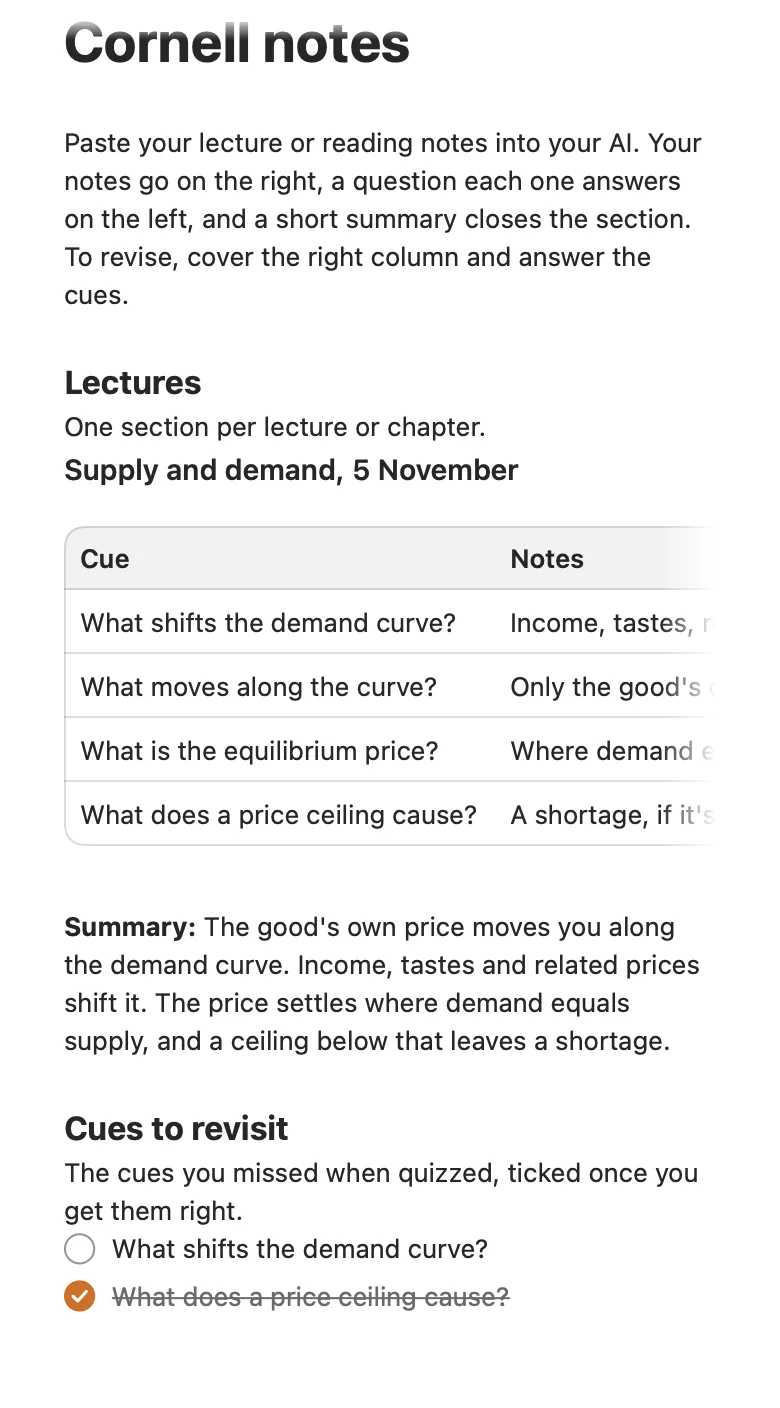 Cornell notes
Paste your lecture or reading notes into your AI. Your
notes go on the right, a question each one answers
on the left, and a short summary closes the section.
To revise, cover the right column and answer the
cues.
Lectures
One section per lecture or chapter.
Supply and demand, 5 November
Cue Notes
What shifts the demand curve? Income, tastes,
What moves along the curve? Only the good's
What is the equilibrium price? Where demand
What does a price ceiling cause? A shortage, if it's
Summary: The good's own price moves you along
the demand curve. Income, tastes and related prices
shift it. The price settles where demand equals
supply, and a ceiling below that leaves a shortage.
Cues to revisit
The cues you missed when quizzed, ticked once you
get them right.
What shifts the demand curve?
What does a price ceiling cause?